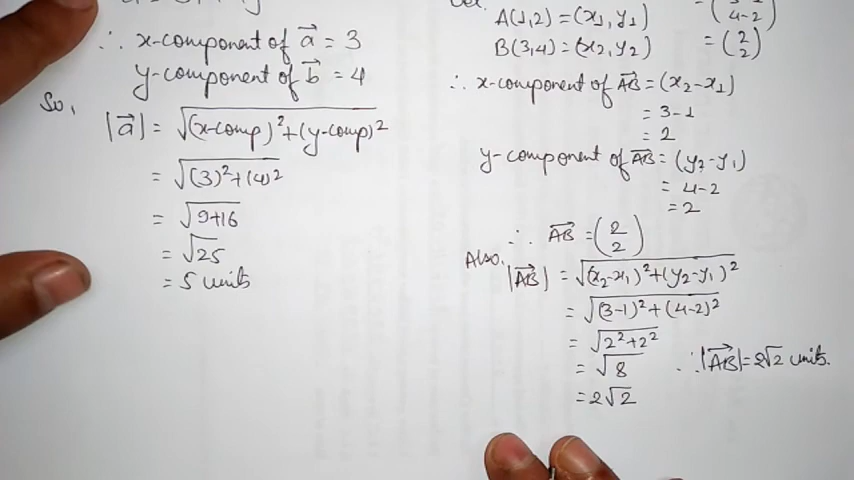 ∴ x-component of a⃗ = 3
y-component of b⃗ = 4
So,
|a⃗| = √(x-comp)²+(y-comp)²
= √(3)²+(4)²
= √9+16
= √25
= 5 units
A(1,2) = (x₁, y₁)
B(3,4) = (x₂, y₂)
4-2
= (2
2)
∴ x-component of AB⃗ = (x₂-x₁)
= 3-1
= 2
y-component of AB⃗ = (y₂-y₁)
= 4-2
= 2
∴ AB⃗ = (2
2)
Also,
|AB⃗| = √(x₂-x₁)²+(y₂-y₁)²
= √(3-1)²+(4-2)²
= √2²+2²
= √8
= 2√2
∴ |AB⃗| = 2√2 units.